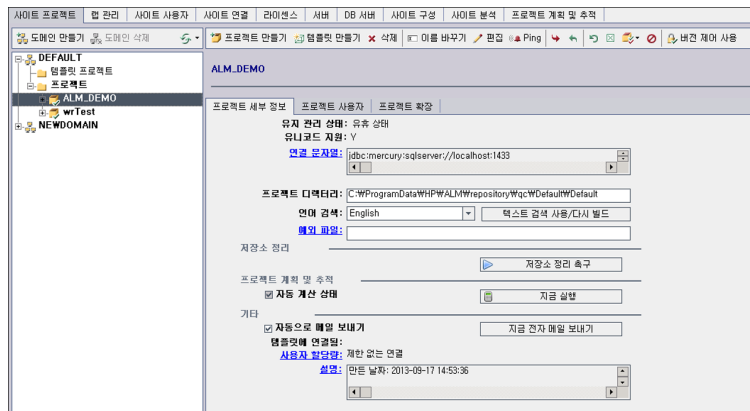 사이트 프로젝트 랩 관리 사이트 사용자 사이트 연결 라이센스 서버 DB 서버 사이트 구성 사이트 분석 프로젝트 계획 및 추적
도메인 만들기 도메인 삭제 프로젝트 만들기 템플릿 만들기 삭제 이름 바꾸기 편집 Ping 버전 제어 사용
DEFAULT
템플릿 프로젝트
프로젝트
ALM_DEMO
wrTest
NEWDOMAIN
ALM_DEMO
프로젝트 세부 정보 프로젝트 사용자 프로젝트 확장
유지 관리 상태: 유휴 상태
유니코드 지원: Y
연결 문자열: jdbc:mercury:sqlserver://localhost:1433
프로젝트 디렉터리: C:₩ProgramData₩HP₩ALM₩repository₩qc₩Default₩Default
언어 검색: English 텍스트 검색 사용/다시 빌드
예외 파일:
저장소 정리
저장소 정리 촉구
프로젝트 계획 및 추적
자동 계산 상태 지금 실행
기타
자동으로 메일 보내기 지금 전자 메일 보내기
템플릿에 연결됨:
사용자 할당량: 제한 없는 연결
설명: 만든 날짜: 2013-09-17 14:53:36